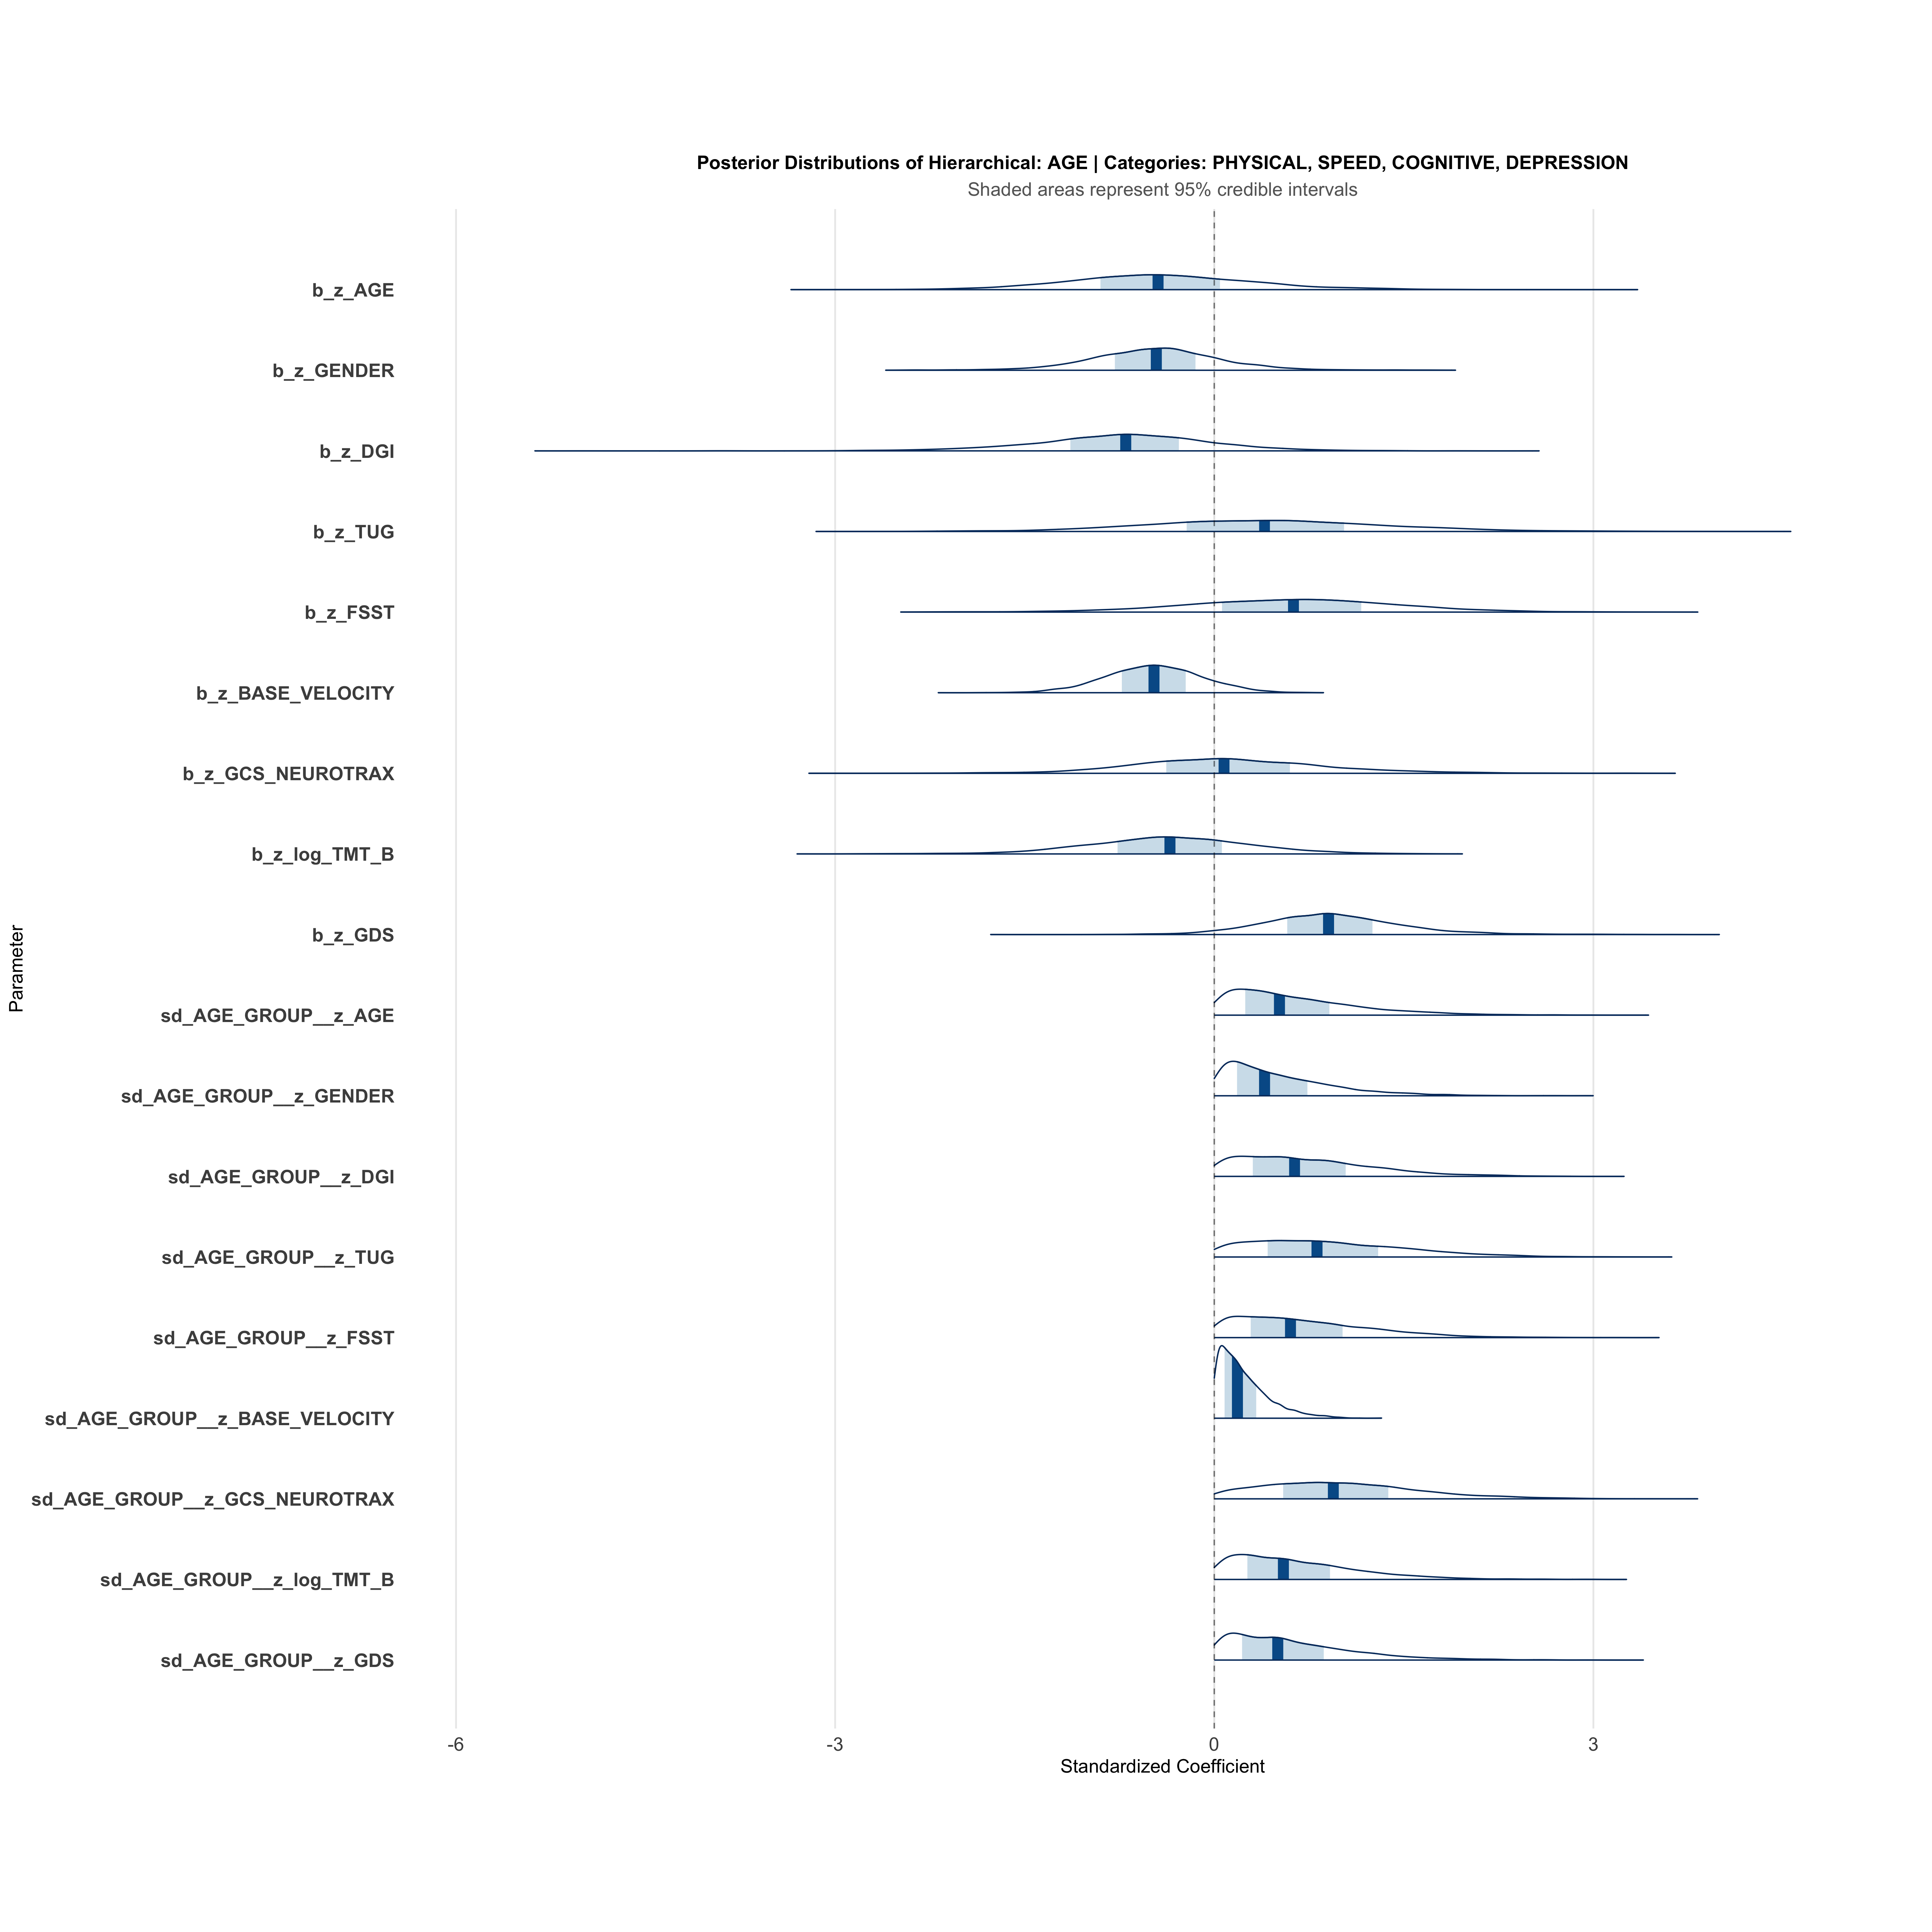 Posterior Distributions of Hierarchical: AGE | Categories: PHYSICAL, SPEED, COGNITIVE, DEPRESSION
Shaded areas represent 95% credible intervals
b_z_AGE
b_z_GENDER
b_z_DGI
b_z_TUG
b_z_FSST
b_z_BASE_VELOCITY
b_z_GCS_NEUROTRAX
b_z_log_TMT_B
b_z_GDS
sd_AGE_GROUP__z_AGE
sd_AGE_GROUP__z_GENDER
sd_AGE_GROUP__z_DGI
sd_AGE_GROUP__z_TUG
sd_AGE_GROUP__z_FSST
sd_AGE_GROUP__z_BASE_VELOCITY
sd_AGE_GROUP__z_GCS_NEUROTRAX
sd_AGE_GROUP__z_log_TMT_B
sd_AGE_GROUP__z_GDS
Parameter
-6 -3 0 3
Standardized Coefficient